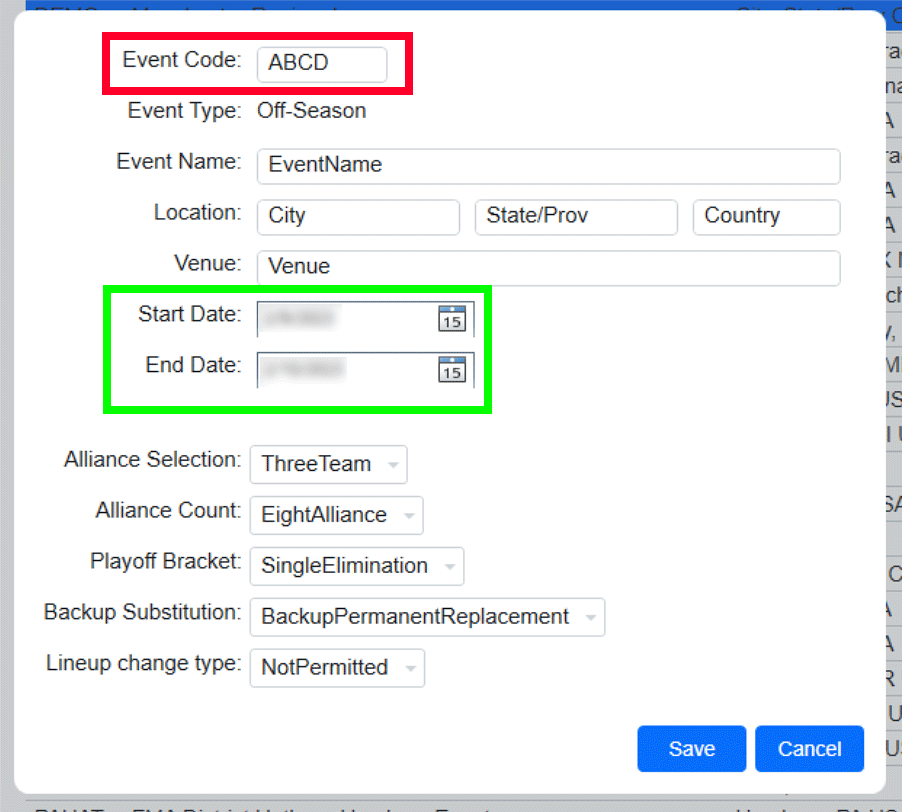 Event Code: ABCD
Event Type: Off-Season
Event Name: EventName
Location: City State/Prov Country
Venue: Venue
Start Date: 15
End Date: 15
Alliance Selection: ThreeTeam
Alliance Count: EightAlliance
Playoff Bracket: SingleElimination
Backup Substitution: BackupPermanentReplacement
Lineup change type: NotPermitted
Save Cancel